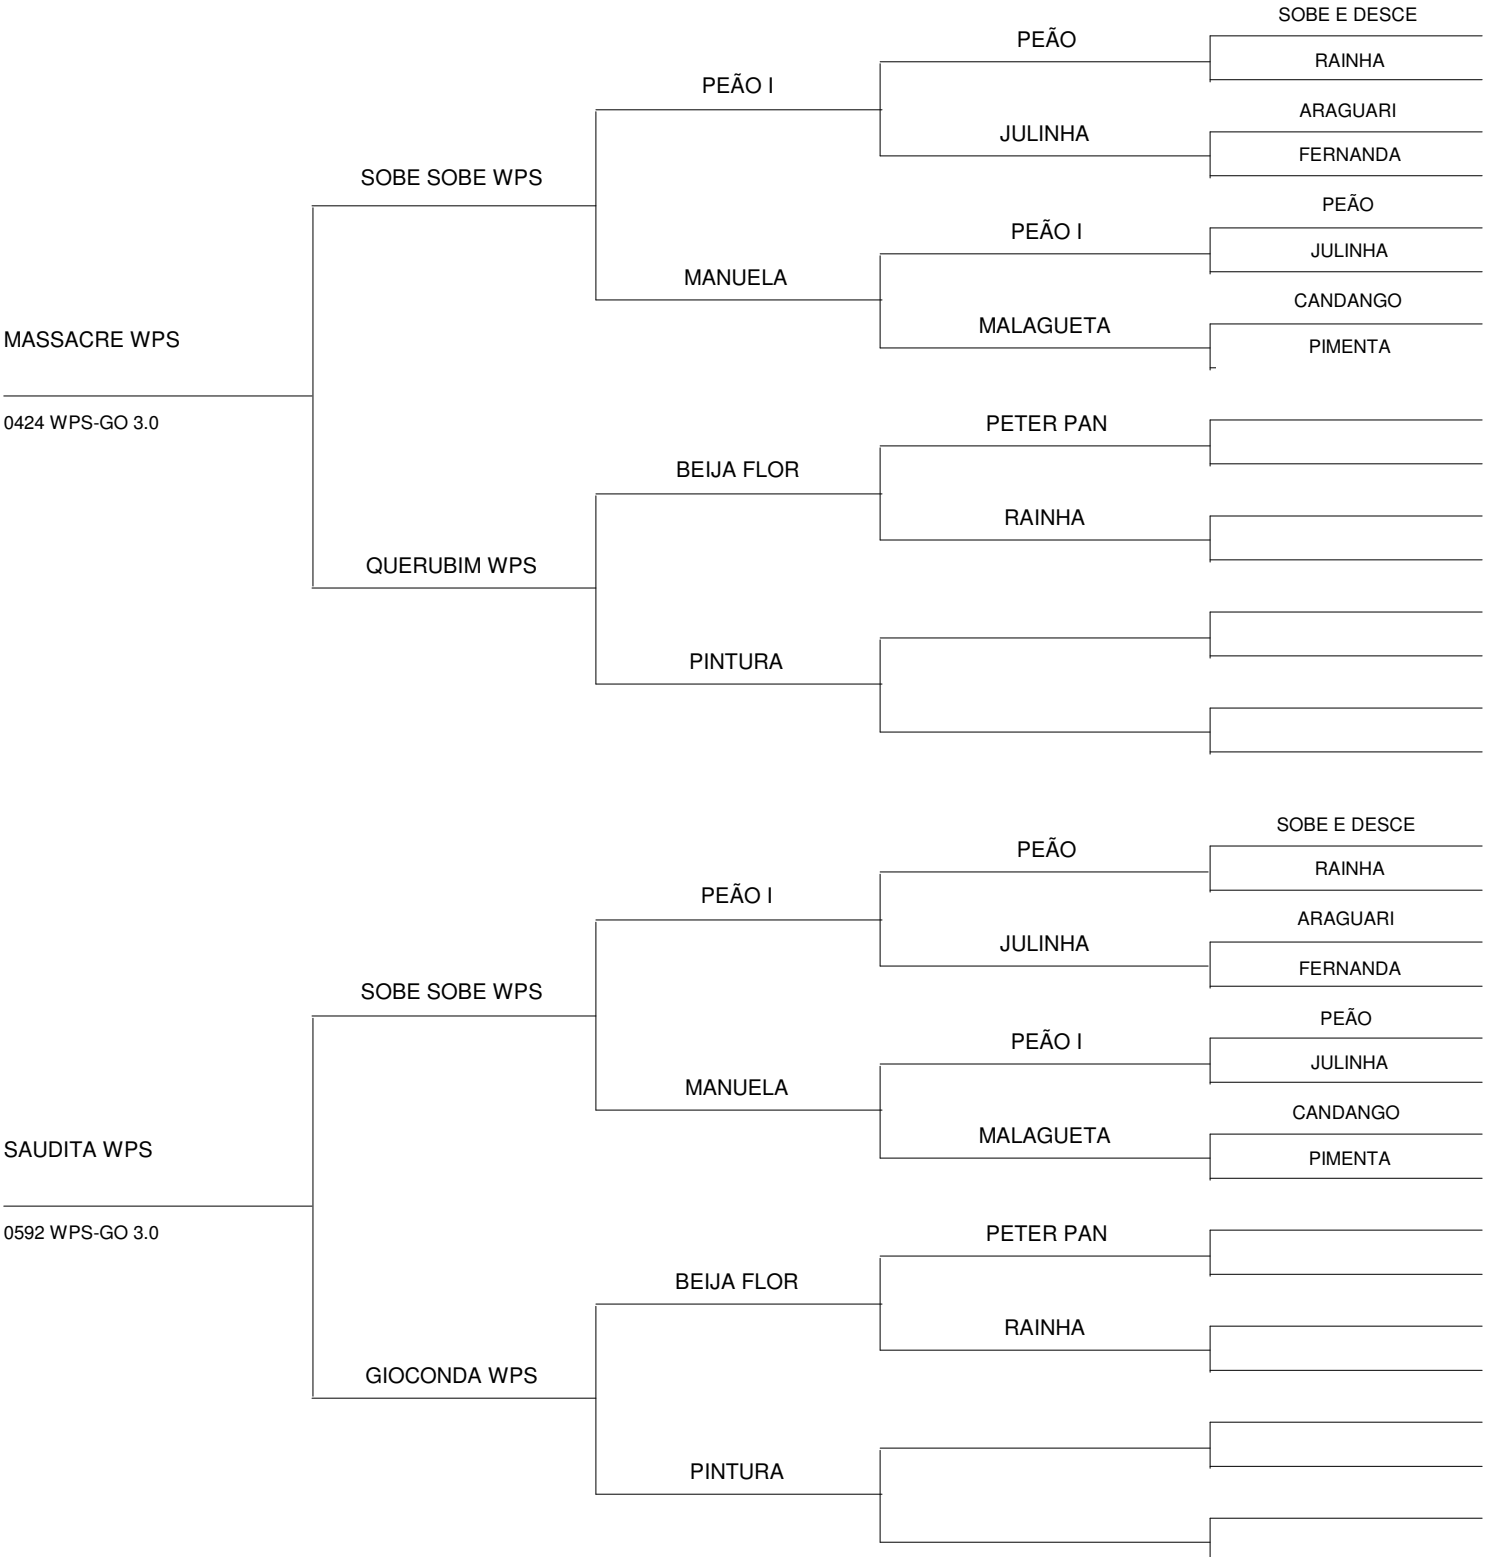 SOBE E DESCE
PEÃO
RAINHA
PEÃO I
ARAGUARI
JULINHA
FERNANDA
SOBE SOBE WPS
PEÃO
PEÃO I
JULINHA
MANUELA
CANDANGO
MALAGUETA
MASSACRE WPS
PIMENTA
0424 WPS-GO 3.0
PETER PAN
BEIJA FLOR
RAINHA
QUERUBIM WPS
PINTURA
SOBE E DESCE
PEÃO
RAINHA
PEÃO I
ARAGUARI
JULINHA
FERNANDA
SOBE SOBE WPS
PEÃO
PEÃO I
JULINHA
MANUELA
CANDANGO
MALAGUETA
SAUDITA WPS
PIMENTA
0592 WPS-GO 3.0
PETER PAN
BEIJA FLOR
RAINHA
GIOCONDA WPS
PINTURA